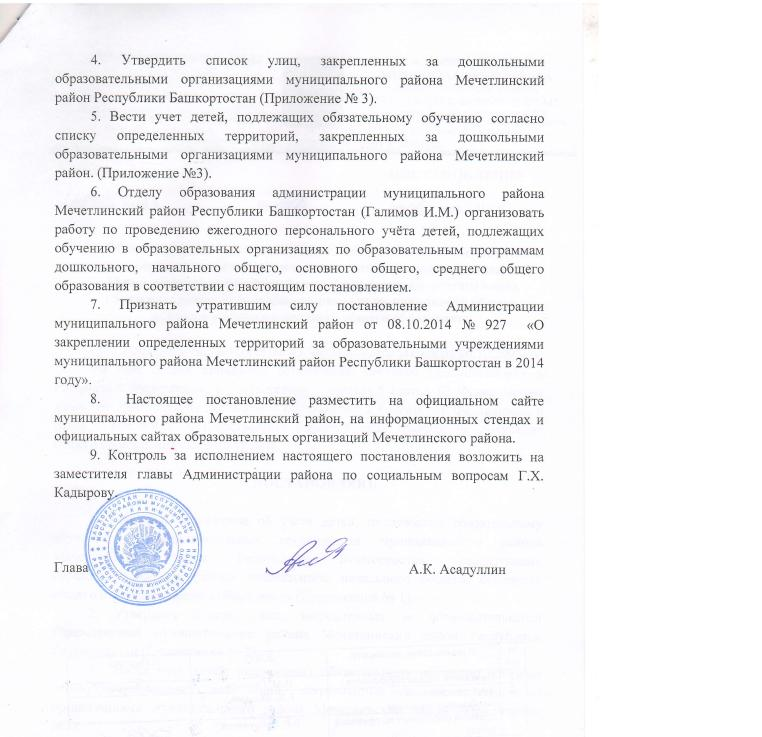 4. Утвердить список улиц, закрепленных за дошкольными
образовательными организациями муниципального района Мечетлинский
район Республики Башкортостан (Приложение № 3).
5. Вести учет детей, подлежащих обязательному обучению согласно
списку определенных территорий, закрепленных за дошкольными
образовательными организациями муниципального района Мечетлинский
район. (Приложение №3).
6. Отделу образования администрации муниципального района
Мечетлинский район Республики Башкортостан (Галимов И.М.) организовать
работу по проведению ежегодного персонального учёта детей, подлежащих
обучению в образовательных организациях по образовательным программам
дошкольного, начального общего, основного общего, среднего общего
образования в соответствии с настоящим постановлением.
7. Признать утратившим силу постановление Администрации
муниципального района Мечетлинский район от 08.10.2014 № 927 «О
закреплении определенных территорий за образовательными учреждениями
муниципального района Мечетлинский район Республики Башкортостан в 2014
году».
8. Настоящее постановление разместить на официальном сайте
муниципального района Мечетлинский район, на информационных стендах и
официальных сайтах образовательных организаций Мечетлинского района.
9. Контроль за исполнением настоящего постановления возложить на
заместителя главы Администрации района по социальным вопросам Г.Х.
Кадырову.
Глава
А.К. Асадуллин